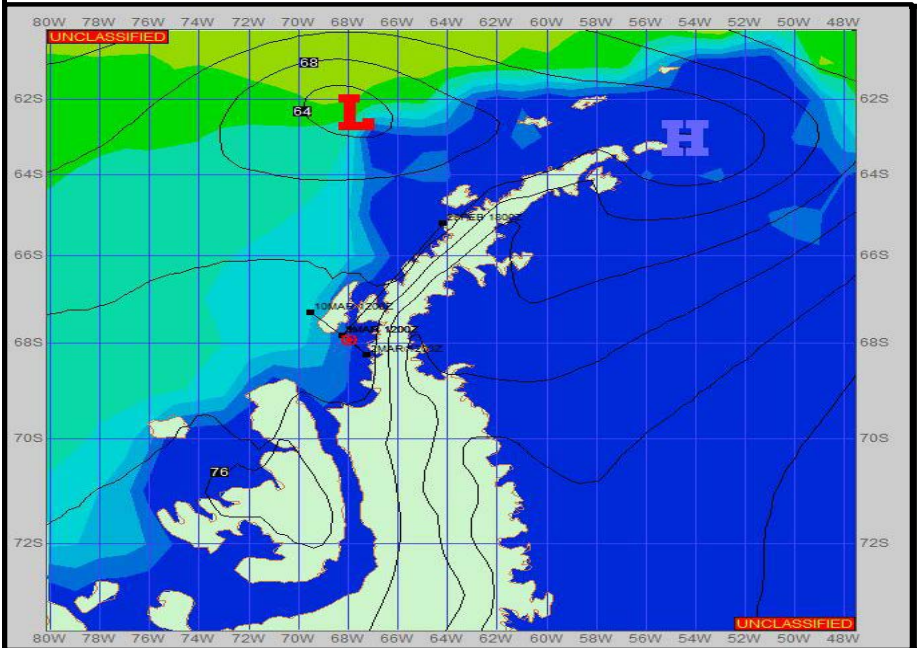 80W 78W 76W 74W 72W 70W 68W 66W 64W 62W 60W 58W 56W 54W 52W 50W 48W
UNCLASSIFIED
68
62S 64 L 62S
H
64S 64S
1800Z
66S 66S
10MAR 1200Z
1200Z
68S 68S
70S 70S
76
72S 72S
UNCLASSIFIED
80W 78W 76W 74W 72W 70W 68W 66W 64W 62W 60W 58W 56W 54W 52W 50W 48W